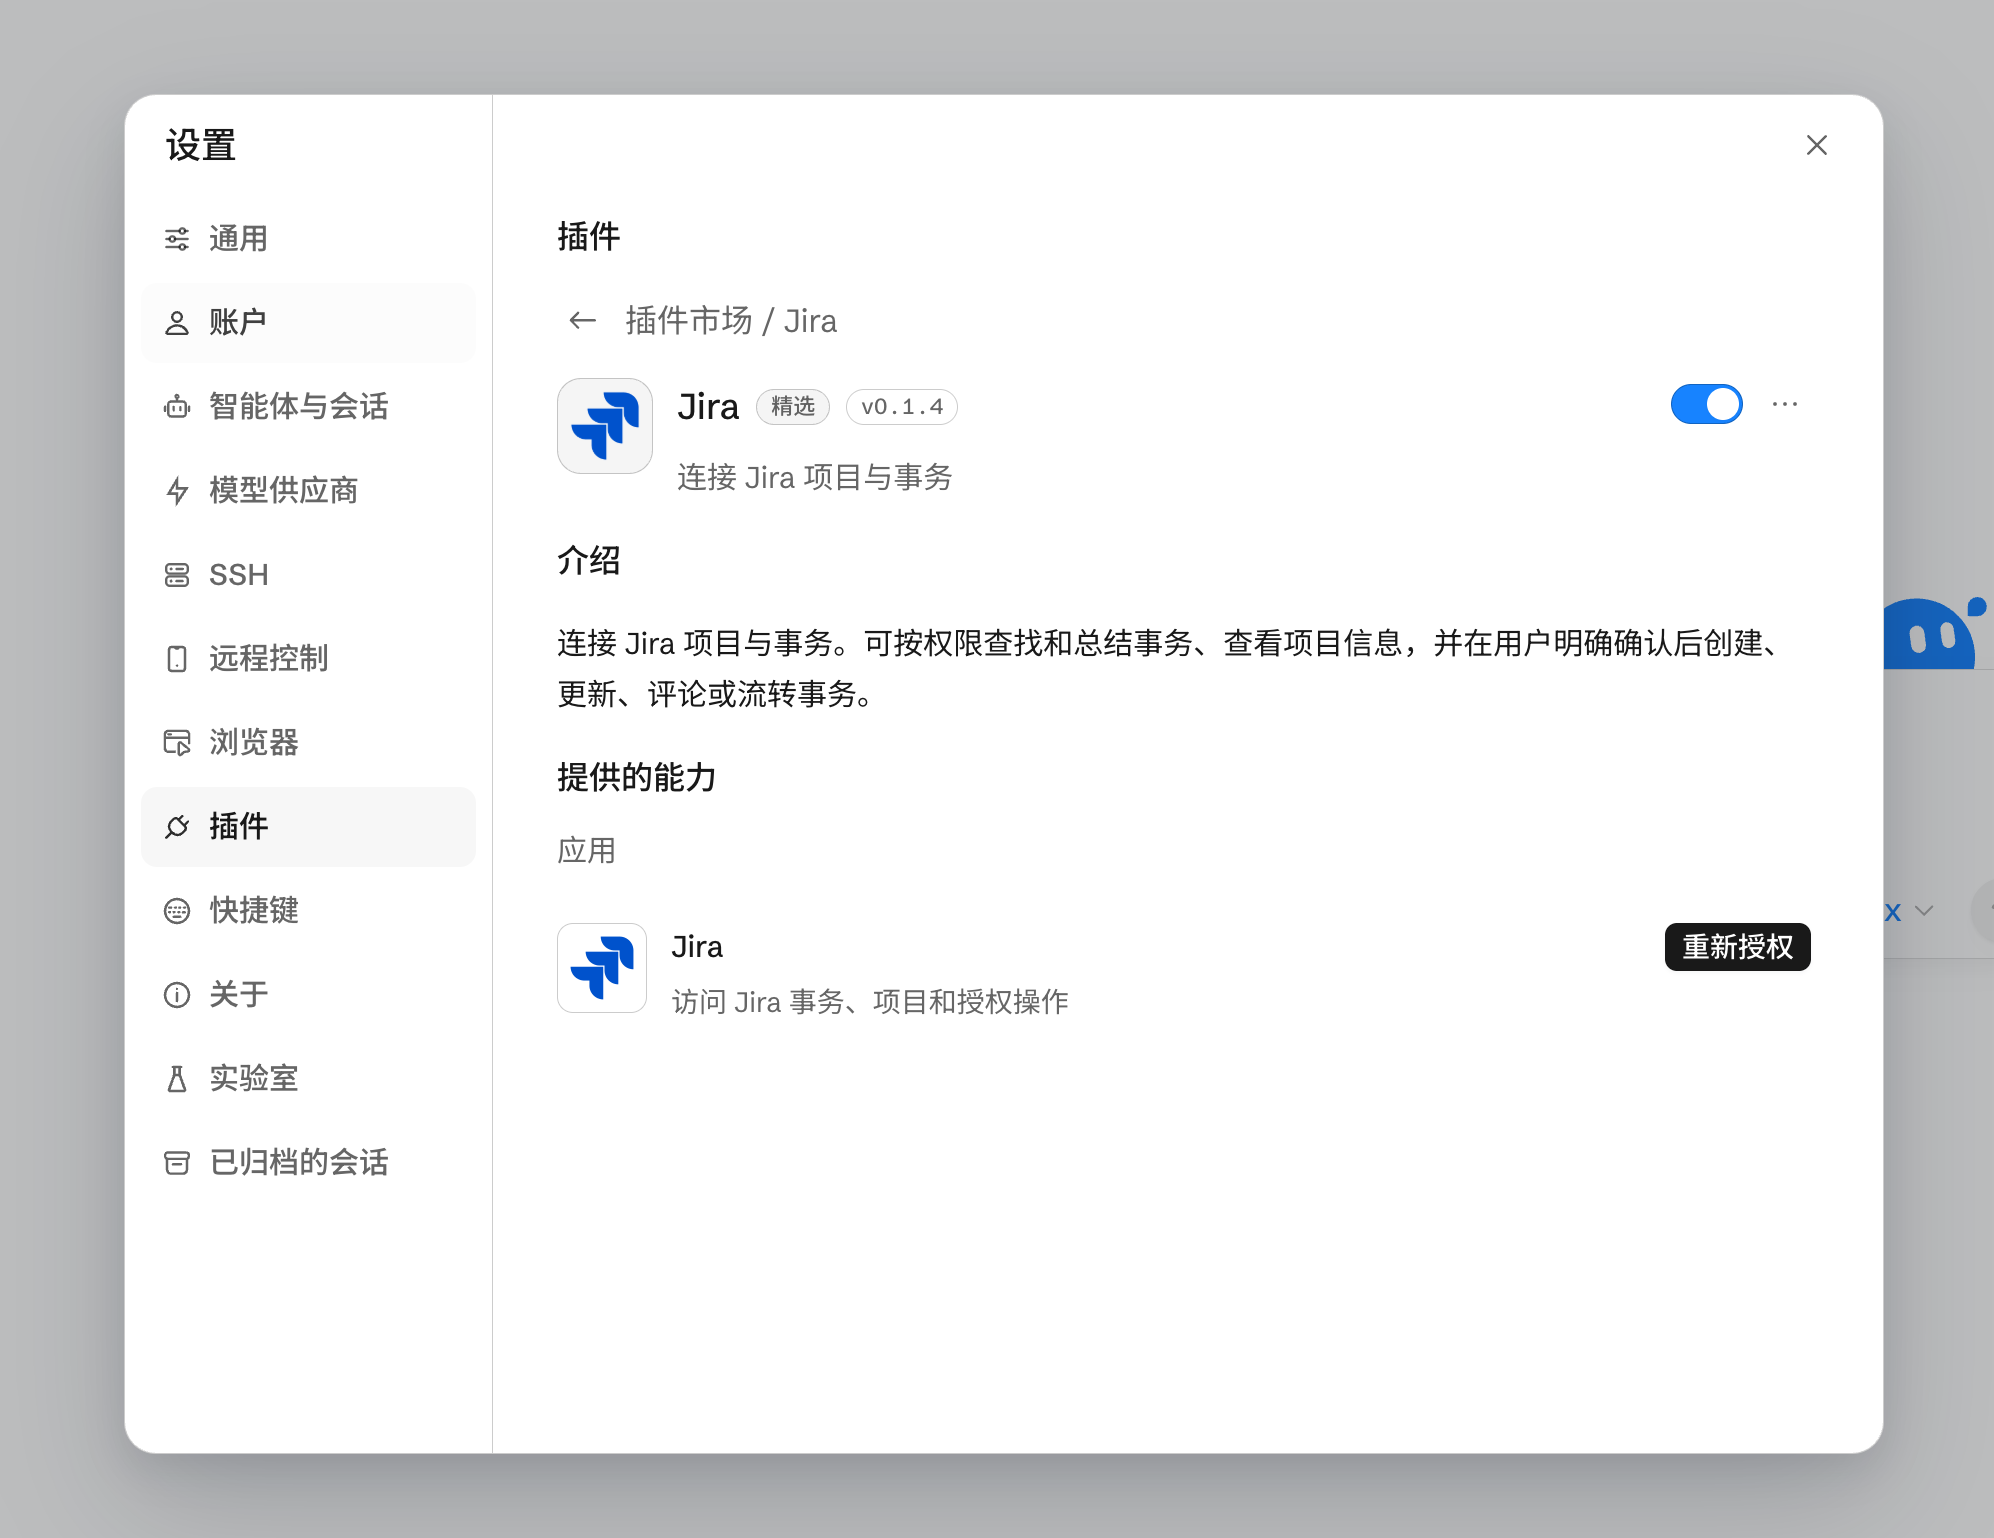 设置
通用
账户
智能体与会话
模型供应商
SSH
远程控制
浏览器
插件
快捷键
关于
实验室
已归档的会话
插件
插件市场 / Jira
Jira 精选 v0.1.4
连接 Jira 项目与事务
介绍
连接 Jira 项目与事务。可按权限查找和总结事务、查看项目信息，并在用户明确确认后创建、
更新、评论或流转事务。
提供的能力
应用
Jira
重新授权
访问 Jira 事务、项目和授权操作
x